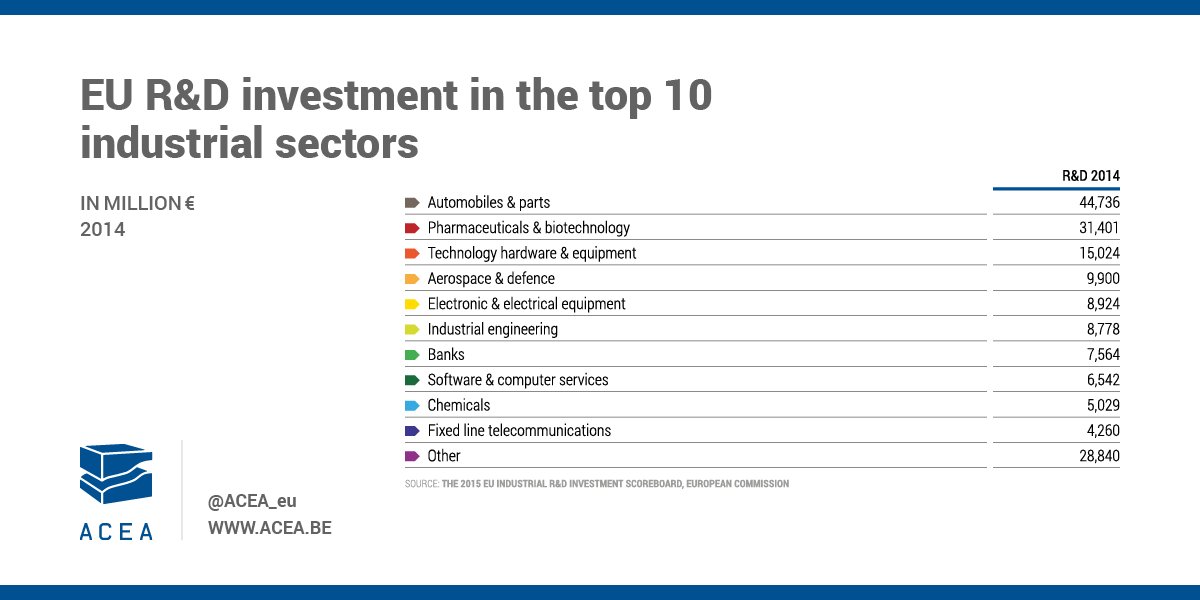 EU R&D investment in the top 10
industrial sectors
IN MILLION €
2014
R&D 2014
Automobiles & parts 44,736
Pharmaceuticals & biotechnology 31,401
Technology hardware & equipment 15,024
Aerospace & defence 9,900
Electronic & electrical equipment 8,924
Industrial engineering 8,778
Banks 7,564
Software & computer services 6,542
Chemicals 5,029
Fixed line telecommunications 4,260
Other 28,840
SOURCE: THE 2015 EU INDUSTRIAL R&D INVESTMENT SCOREBOARD, EUROPEAN COMMISSION
ACEA
@ACEA_eu
WWW.ACEA.BE